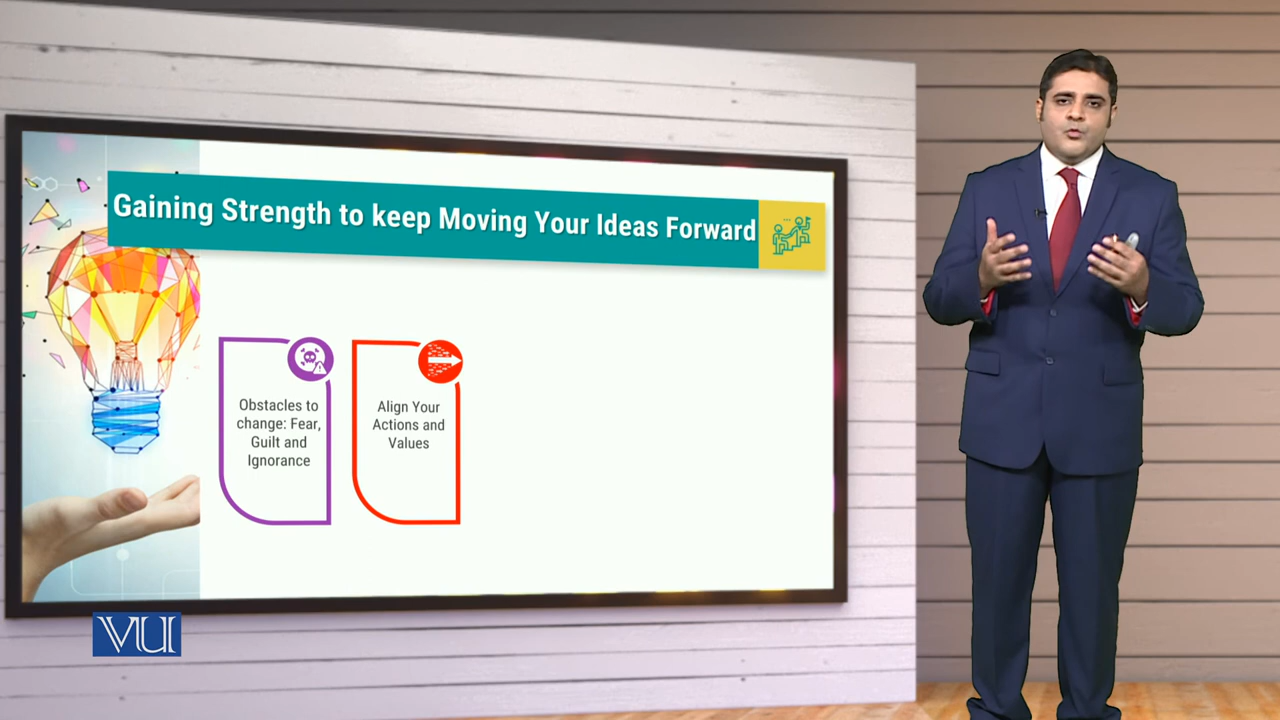 Gaining Strength to keep Moving Your Ideas Forward
Obstacles to
change: Fear,
Guilt and
Ignorance
Align Your
Actions and
Values
VU